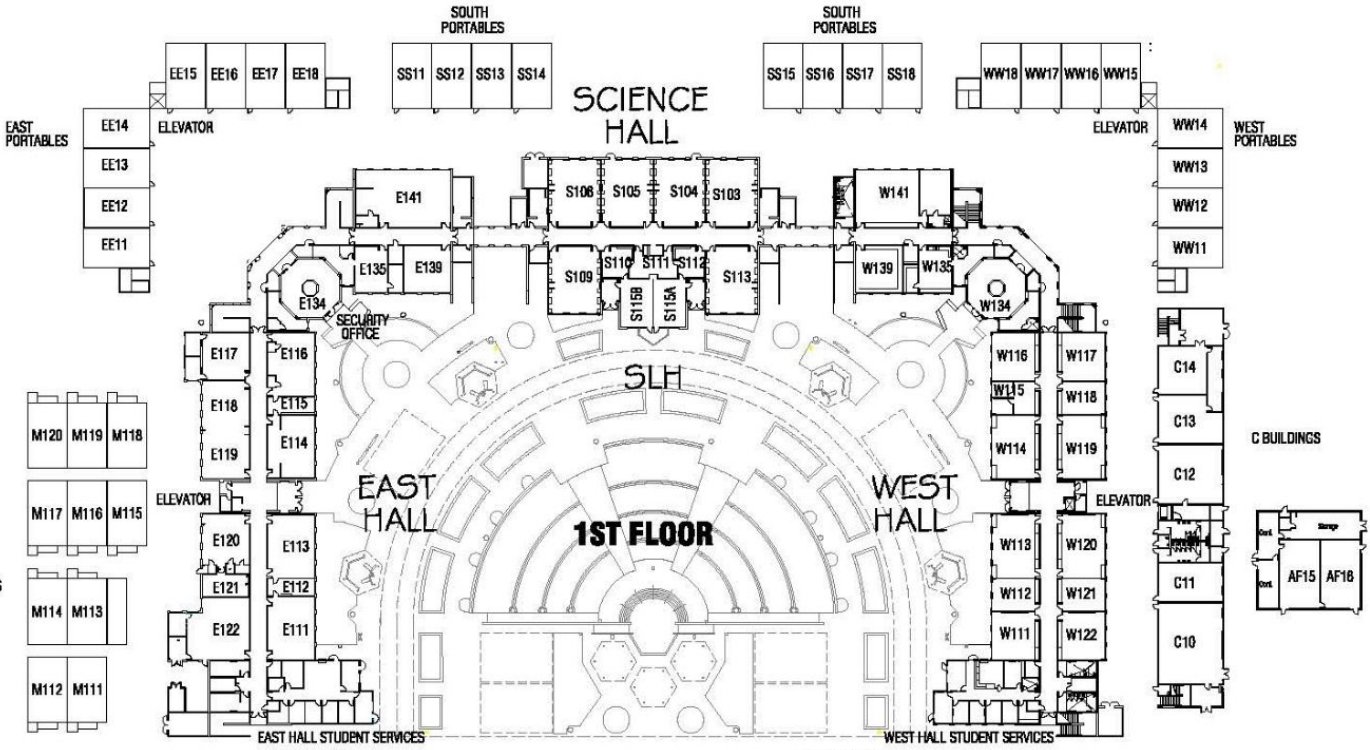 SOUTH
PORTABLES
SOUTH
PORTABLES
EE15 EE16 EE17 EE18
SS11 SS12 SS13 SS14
SS15 SS16 SS17 SS18
WW18 WW17 WW16 WW15
SCIENCE
HALL
EAST
PORTABLES
EE14
ELEVATOR
EE13
EE12
EE11
ELEVATOR
WW14
WEST
PORTABLES
WW13
WW12
WW11
E141
S106 S105 S104 S103
W141
E135 E139
S109 S110 S111 S112 S113
S115B S115A
W139 W135
E134
SECURITY
OFFICE
W134
E117 E116
E118 E115
E119 E114
SLH
W116 W117
W115 W118
W114 W119
C14
C13
C12
C BUILDINGS
M120 M119 M118
M117 M116 M115
ELEVATOR
EAST
HALL
WEST
HALL
ELEVATOR
1ST FLOOR
E120 E113
E121 E112
E122 E111
W113 W120
W112 W121
W111 W122
C11
C10
Storage
Conf.
Conf.
AF15 AF16
M114 M113
M112 M111
EAST HALL STUDENT SERVICES
WEST HALL STUDENT SERVICES